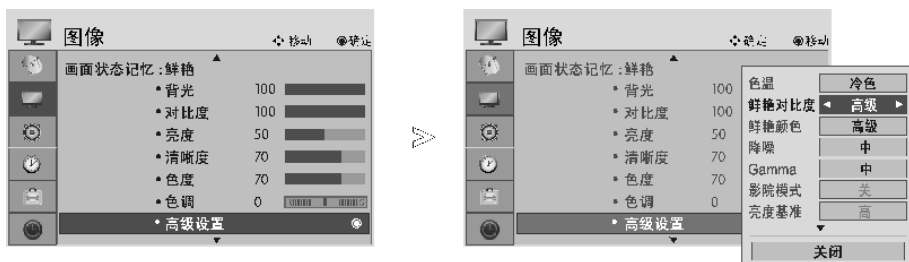 图像 移动 确定
画面状态记忆 : 鲜艳
• 背光 100
• 对比度 100
• 亮度 50
• 清晰度 70
• 色度 70
• 色调 0
• 高级设置
图像 确定 移动
画面状态记忆 : 鲜艳
• 背光 100
• 对比度 100
• 亮度 50
• 清晰度 70
• 色度 70
• 色调 0
• 高级设置
色温 冷色
鲜艳对比度 高级
鲜艳颜色 高级
降噪 中
Gamma 中
影院模式 关
亮度基准 高
关闭